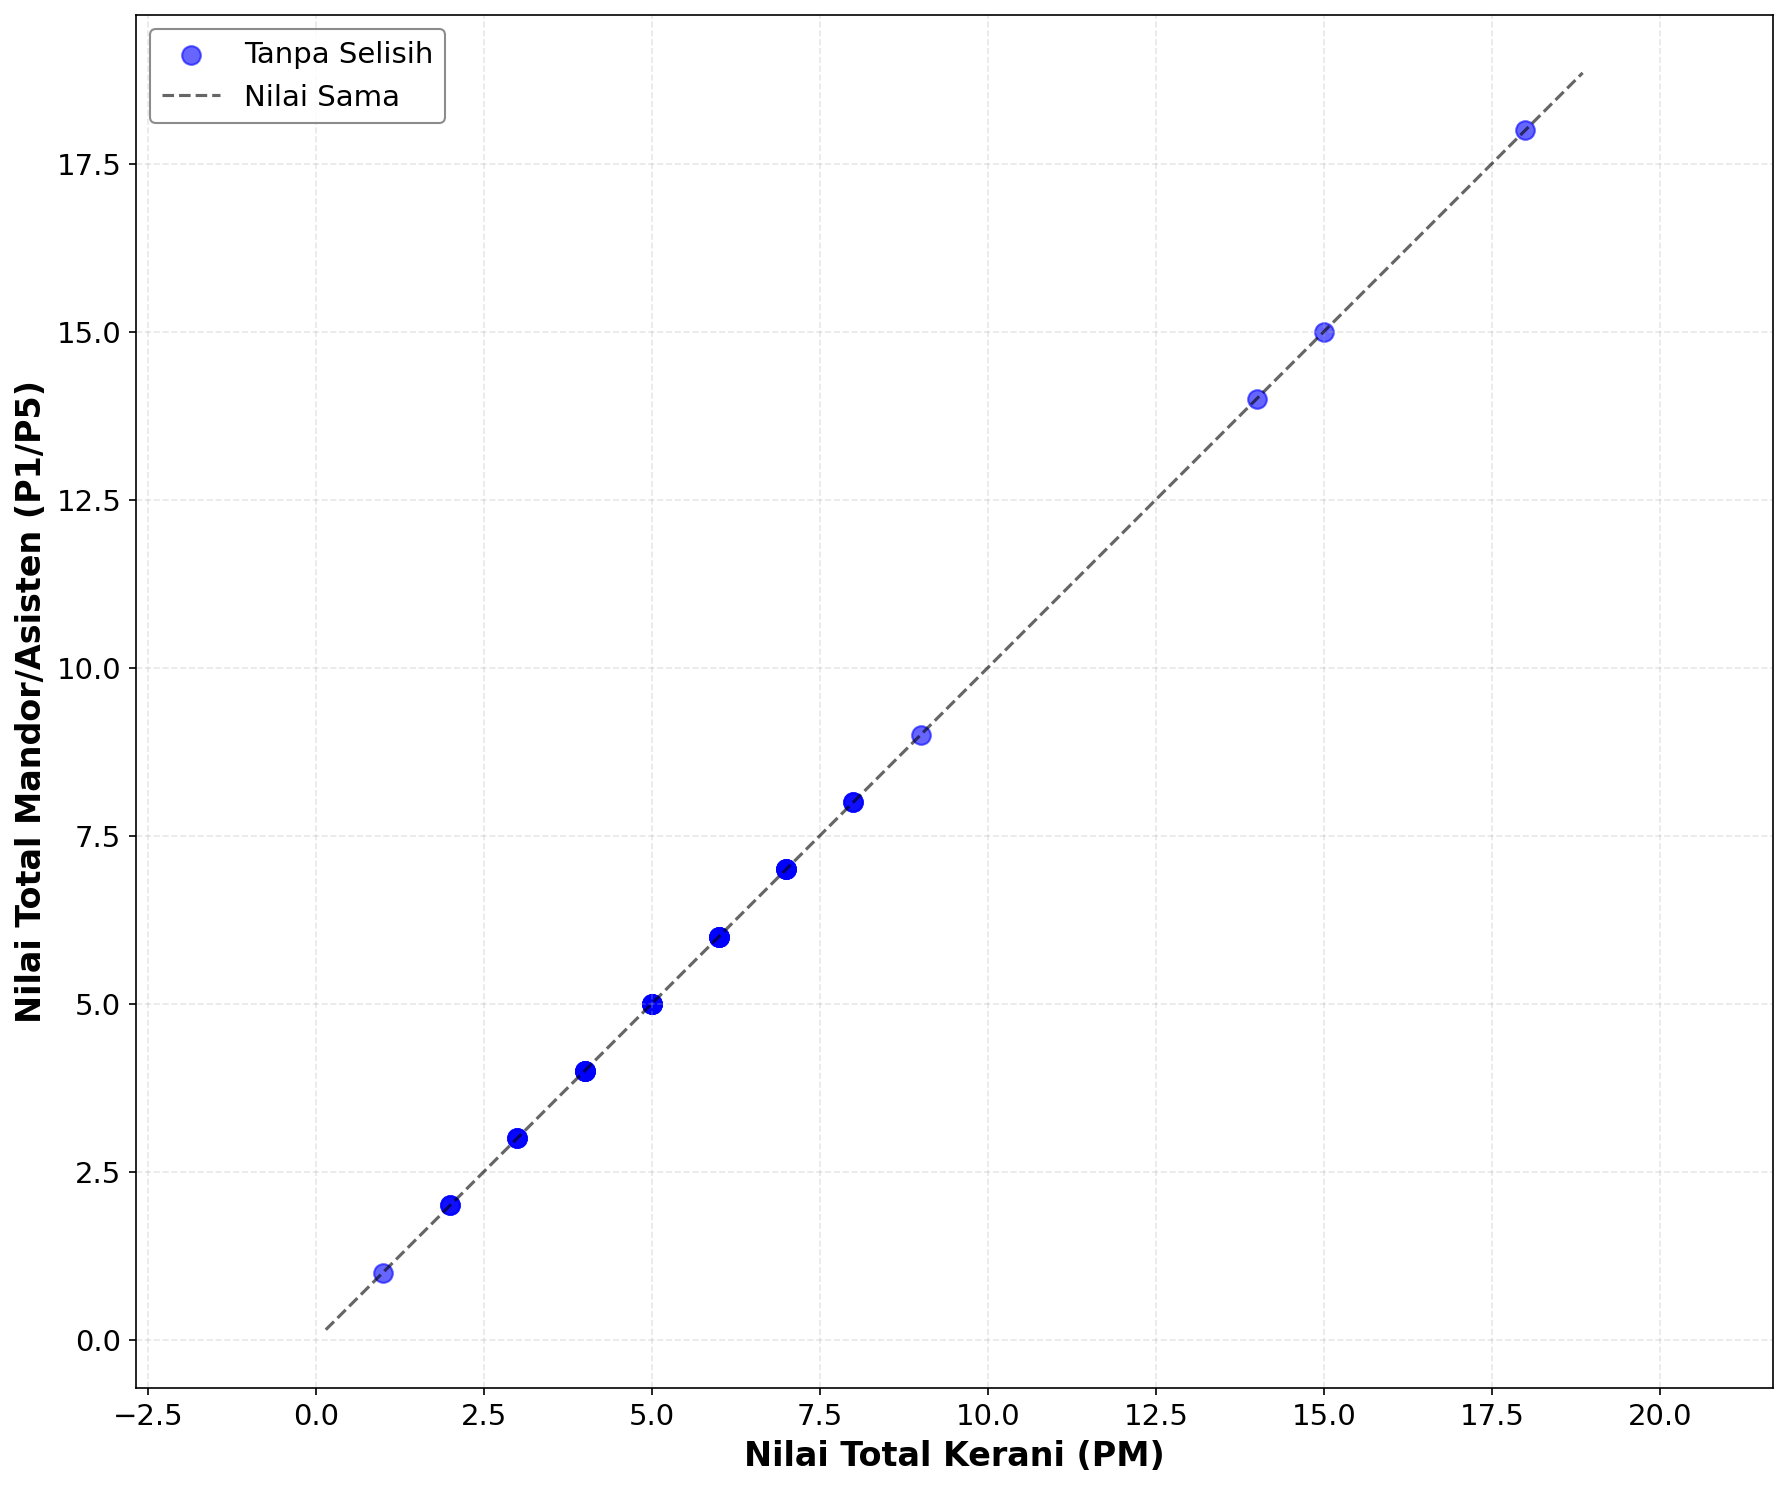 Tanpa Selisih
Nilai Sama
17.5
15.0
12.5
10.0
7.5
5.0
2.5
0.0
Nilai Total Mandor/Asisten (P1/P5)
−2.5 0.0 2.5 5.0 7.5 10.0 12.5 15.0 17.5 20.0
Nilai Total Kerani (PM)